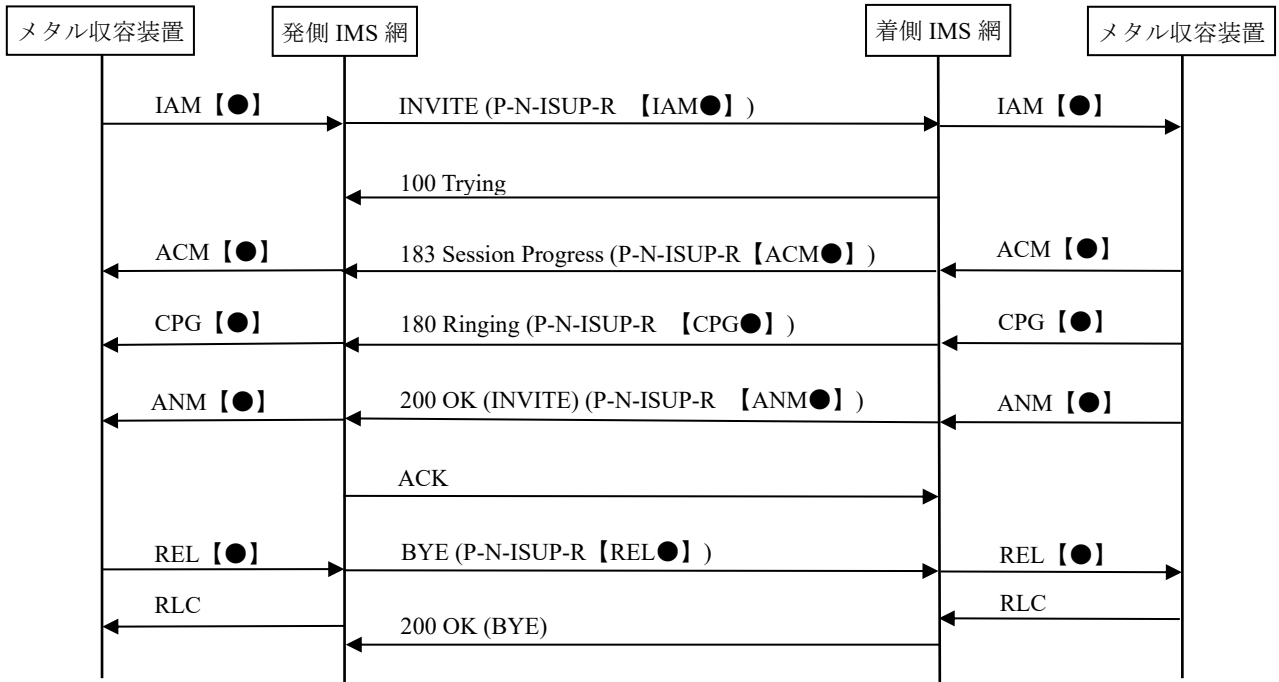 メタル収容装置
発側 IMS 網
着側 IMS 網
メタル収容装置
IAM【●】
INVITE (P-N-ISUP-R 【IAM●】)
IAM【●】
100 Trying
ACM【●】
183 Session Progress (P-N-ISUP-R【ACM●】)
ACM【●】
CPG【●】
180 Ringing (P-N-ISUP-R 【CPG●】)
CPG【●】
ANM【●】
200 OK (INVITE) (P-N-ISUP-R 【ANM●】)
ANM【●】
ACK
REL【●】
BYE (P-N-ISUP-R【REL●】)
REL【●】
RLC
RLC
200 OK (BYE)